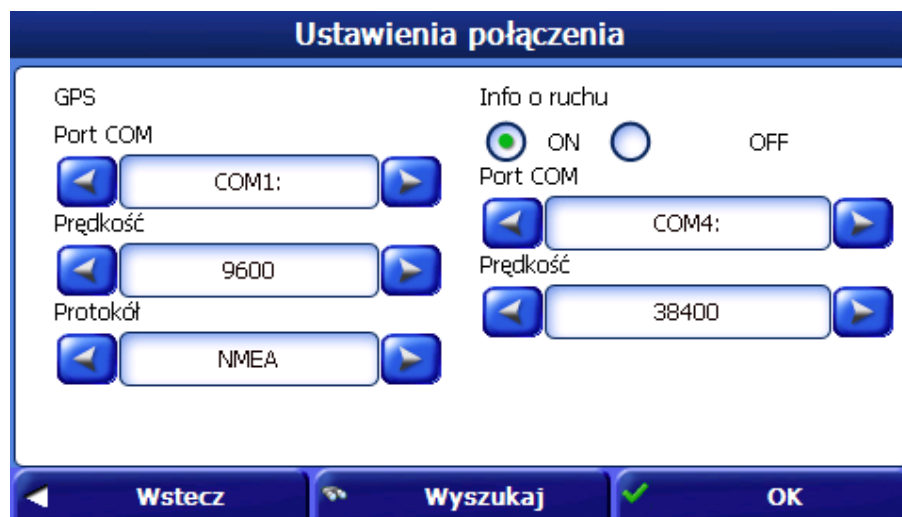 Ustawienia połączenia
GPS
Port COM
COM1:
Prędkość
9600
Protokół
NMEA
Info o ruchu
ON OFF
Port COM
COM4:
Prędkość
38400
Wstecz
Wyszukaj
OK